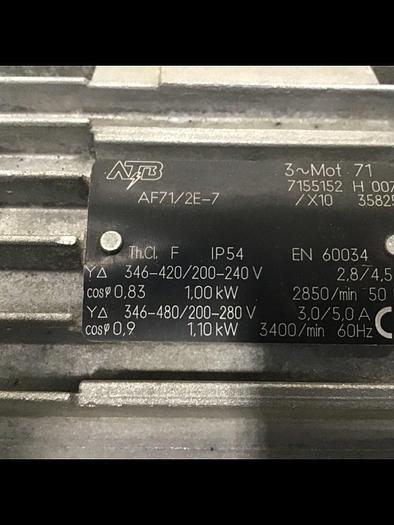 ATB 3~Mot 71
7155152 H 007
AF71/2E-7 /X10 35825
Th.Cl. F IP54 EN 60034
Y△ 346-420/200-240 V 2,8/4,5
cosφ 0,83 1,00 kW 2850/min 50
Y△ 346-480/200-280 V 3,0/5,0 A
cosφ 0,9 1,10 kW 3400/min 60Hz